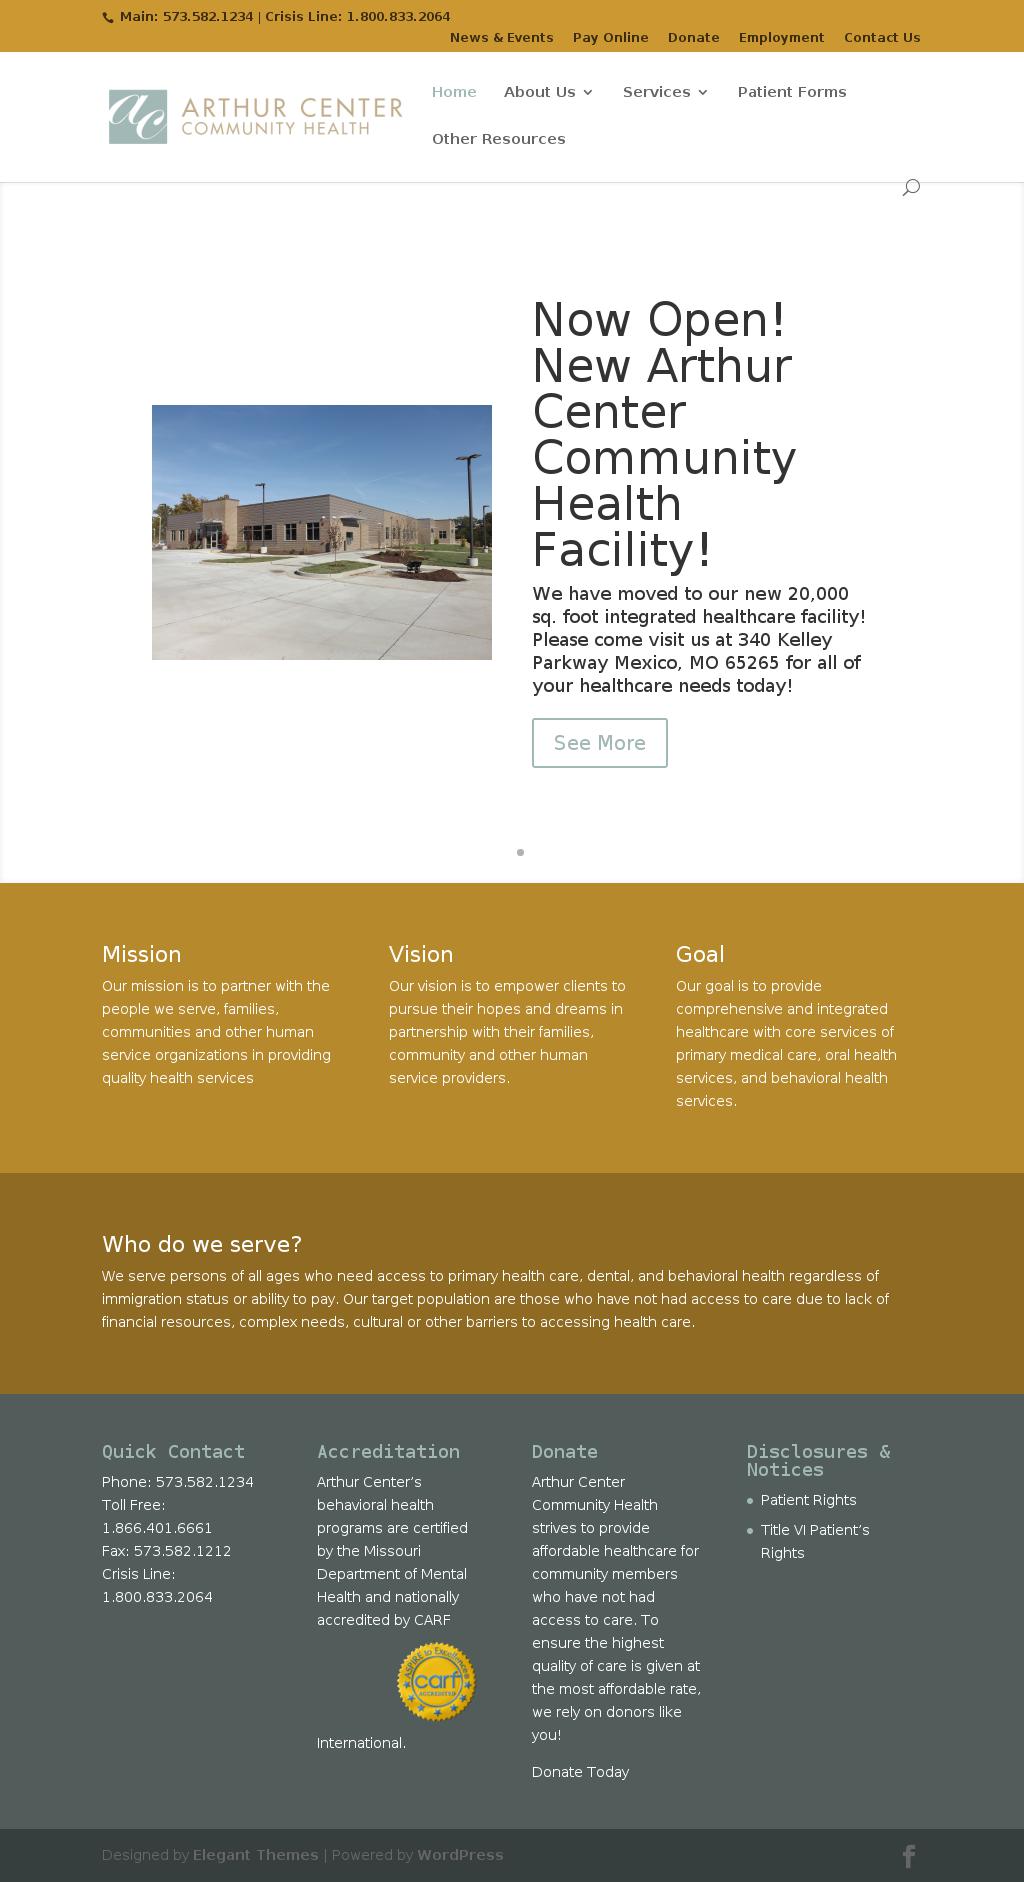 Main: 573.582.1234 | Crisis Line: 1.800.833.2064
News & Events Pay Online Donate Employment Contact Us
ac ARTHUR CENTER
COMMUNITY HEALTH
Home About Us Services Patient Forms
Other Resources
Now Open!
New Arthur
Center
Community
Health
Facility!
We have moved to our new 20,000
sq. foot integrated healthcare facility!
Please come visit us at 340 Kelley
Parkway Mexico, MO 65265 for all of
your healthcare needs today!
See More
Mission
Our mission is to partner with the
people we serve, families,
communities and other human
service organizations in providing
quality health services
Vision
Our vision is to empower clients to
pursue their hopes and dreams in
partnership with their families,
community and other human
service providers.
Goal
Our goal is to provide
comprehensive and integrated
healthcare with core services of
primary medical care, oral health
services, and behavioral health
services.
Who do we serve?
We serve persons of all ages who need access to primary health care, dental, and behavioral health regardless of
immigration status or ability to pay. Our target population are those who have not had access to care due to lack of
financial resources, complex needs, cultural or other barriers to accessing health care.
Quick Contact
Phone: 573.582.1234
Toll Free:
1.866.401.6661
Fax: 573.582.1212
Crisis Line:
1.800.833.2064
Accreditation
Arthur Center’s
behavioral health
programs are certified
by the Missouri
Department of Mental
Health and nationally
accredited by CARF
ASPIRE to Excellence
carf
ACCREDITED
International.
Donate
Arthur Center
Community Health
strives to provide
affordable healthcare for
community members
who have not had
access to care. To
ensure the highest
quality of care is given at
the most affordable rate,
we rely on donors like
you!
Donate Today
Disclosures &
Notices
Patient Rights
Title VI Patient’s
Rights
Designed by Elegant Themes | Powered by WordPress